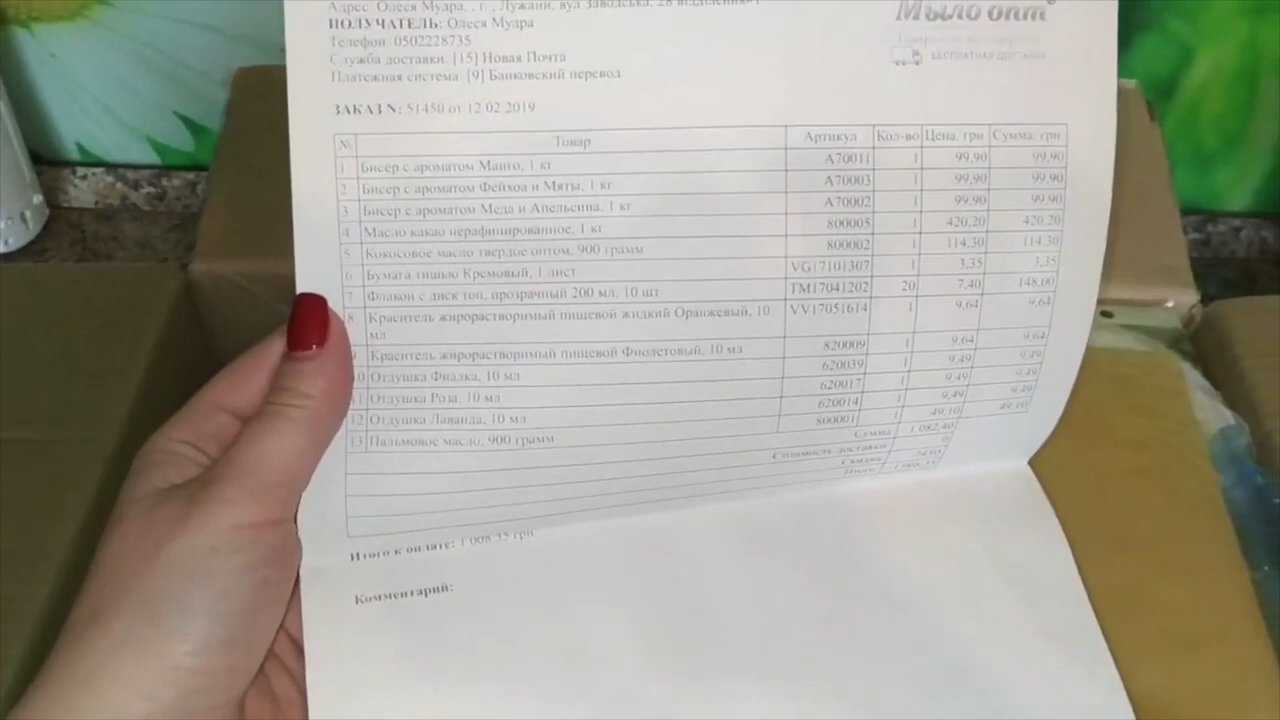 Адрес: Олеся Мудра, , г. , Лужани, вул Заводська, 28
ПОЛУЧАТЕЛЬ: Олеся Мудра
Телефон: 0502228735
Служба доставки: [15] Новая Почта
Платежная система: [9] Банковский перевод
Мыло опт
БЕСПЛАТНАЯ ДОСТАВКА
ЗАКАЗ N: 51450 от 12.02.2019
№ Товар Артикул Кол-во Цена, грн Сумма, грн
1 Бисер с ароматом Манго, 1 кг A70011 1 99,90 99,90
2 Бисер с ароматом Фейхоа и Мяты, 1 кг A70003 1 99,90 99,90
3 Бисер с ароматом Меда и Апельсина, 1 кг A70002 1 99,90 99,90
4 Масло какао нерафинированное, 1 кг 800005 1 420,20 420,20
5 Кокосовое масло твердое оптом, 900 грамм 800002 1 114,30 114,30
6 Бумага тишью Кремовый, 1 лист VG17101307 1 3,35 3,35
7 Флакон с диск топ, прозрачный 200 мл, 10 шт TM17041202 20 7,40 148,00
8 Краситель жирорастворимый пищевой жидкий Оранжевый, 10 VV17051614 1 9,64 9,64
мл
9 Краситель жирорастворимый пищевой Фиолетовый, 10 мл 820009 1 9,64 9,64
10 Отдушка Фиалка, 10 мл 620039 1 9,49 9,49
11 Отдушка Роза, 10 мл 620017 1 9,49 9,49
12 Отдушка Лаванда, 10 мл 620014 1 9,49 9,49
13 Пальмовое масло, 900 грамм 800001 1 49,10 49,10
Сумма 1 082,40
Стоимость доставки 0
Скидка
Итого
Итого к оплате: 1 008.35 грн
Комментарий: